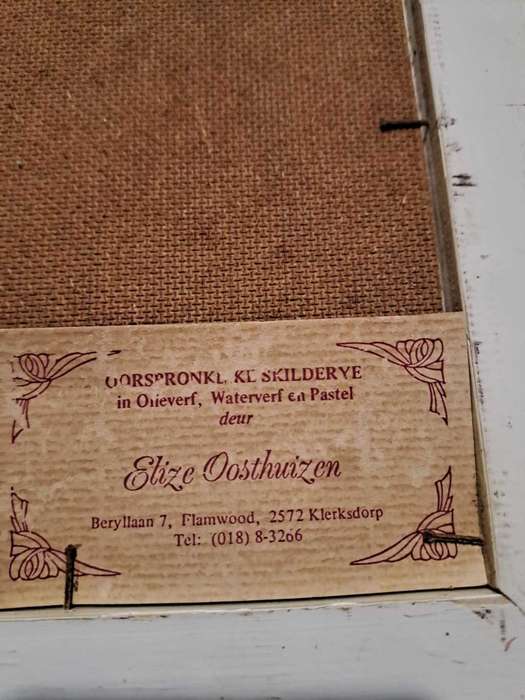 OORSPRONKLIKE SKILDERYE
in Olieverf, Waterverf en Pastel
deur
Elize Oosthuizen
Beryllaan 7, Flamwood, 2572 Klerksdorp
Tel: (018) 8-3266